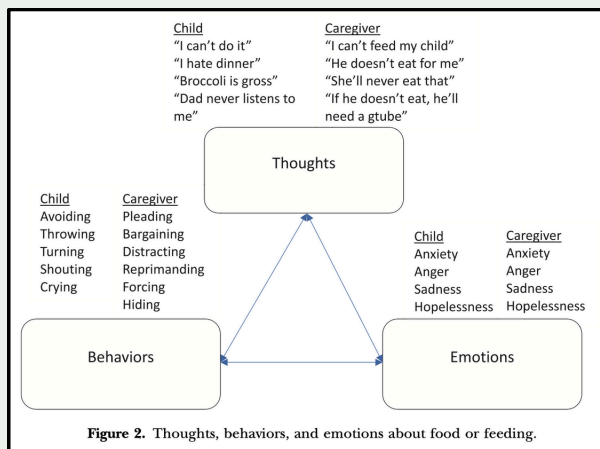 Child
“I can’t do it”
“I hate dinner”
“Broccoli is gross”
“Dad never listens to
me”
Caregiver
“I can’t feed my child”
“He doesn’t eat for me”
“She’ll never eat that”
“If he doesn’t eat, he’ll
need a gtube”
Thoughts
Child
Avoiding
Throwing
Turning
Shouting
Crying
Caregiver
Pleading
Bargaining
Distracting
Reprimanding
Forcing
Hiding
Child
Anxiety
Anger
Sadness
Hopelessness
Caregiver
Anxiety
Anger
Sadness
Hopelessness
Behaviors
Emotions
Figure 2. Thoughts, behaviors, and emotions about food or feeding.